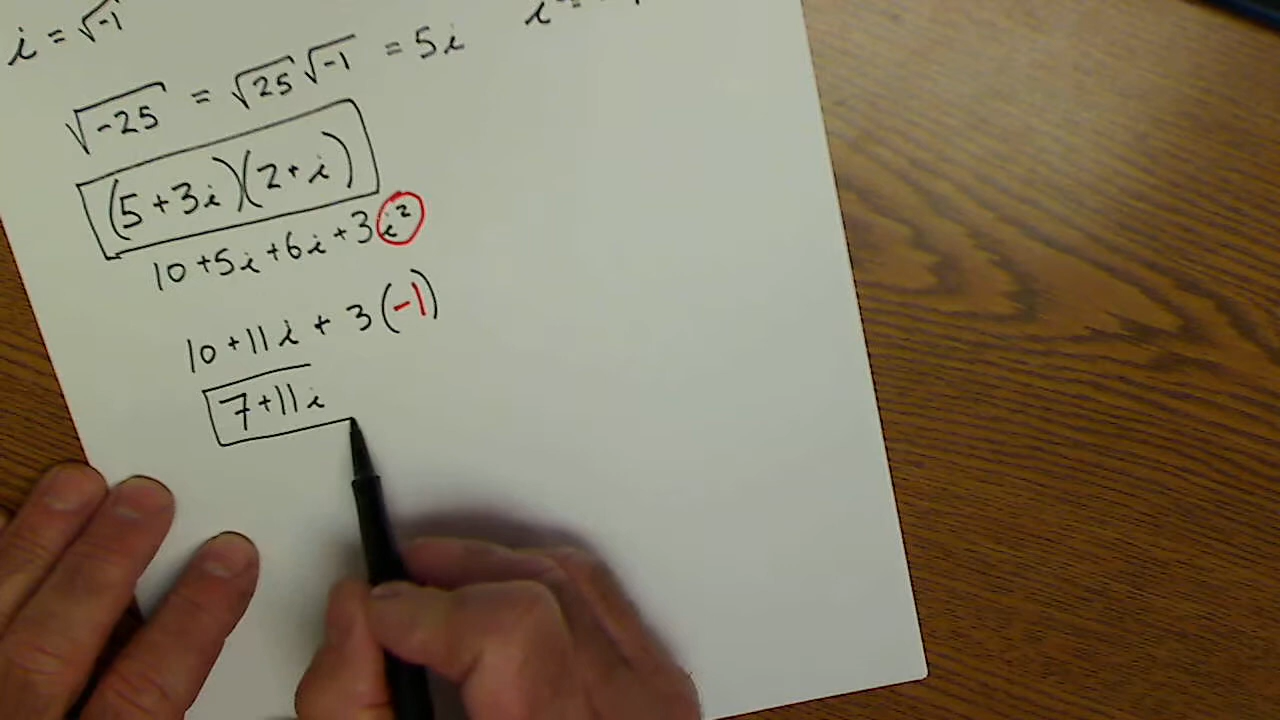 i = √-1
√-25 = √25 √-1 = 5i
(5+3i)(2+i)
10+5i+6i+3i²
10+11i+3(-1)
7+11i